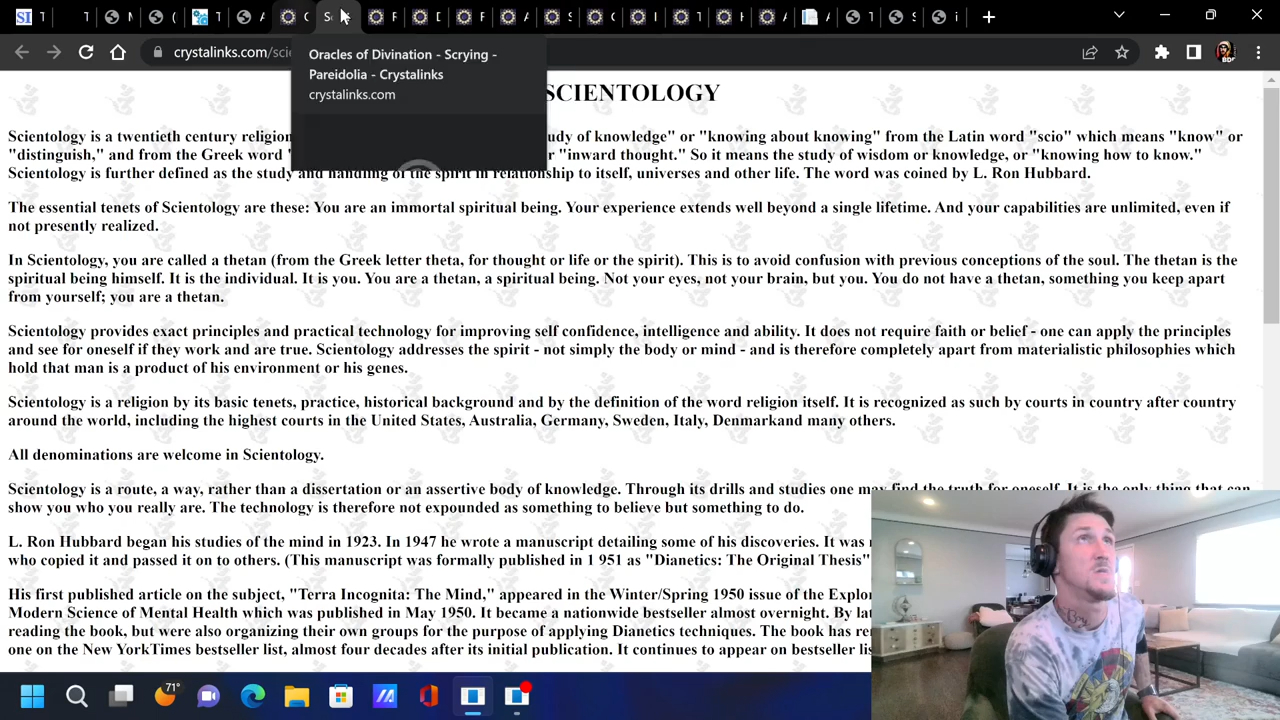 crystalinks.com/scie
Oracles of Divination - Scrying -
Pareidolia - Crystalinks
crystalinks.com
SCIENTOLOGY
Scientology is a twentieth century religion udy of knowledge" or "knowing about knowing" from the Latin word "scio" which means "know" or
"distinguish," and from the Greek word " r "inward thought." So it means the study of wisdom or knowledge, or "knowing how to know."
Scientology is further defined as the study and handling of the spirit in relationship to itself, universes and other life. The word was coined by L. Ron Hubbard.
The essential tenets of Scientology are these: You are an immortal spiritual being. Your experience extends well beyond a single lifetime. And your capabilities are unlimited, even if
not presently realized.
In Scientology, you are called a thetan (from the Greek letter theta, for thought or life or the spirit). This is to avoid confusion with previous conceptions of the soul. The thetan is the
spiritual being himself. It is the individual. It is you. You are a thetan, a spiritual being. Not your eyes, not your brain, but you. You do not have a thetan, something you keep apart
from yourself; you are a thetan.
Scientology provides exact principles and practical technology for improving self confidence, intelligence and ability. It does not require faith or belief - one can apply the principles
and see for oneself if they work and are true. Scientology addresses the spirit - not simply the body or mind - and is therefore completely apart from materialistic philosophies which
hold that man is a product of his environment or his genes.
Scientology is a religion by its basic tenets, practice, historical background and by the definition of the word religion itself. It is recognized as such by courts in country after country
around the world, including the highest courts in the United States, Australia, Germany, Sweden, Italy, Denmarkand many others.
All denominations are welcome in Scientology.
Scientology is a route, a way, rather than a dissertation or an assertive body of knowledge. Through its drills and studies one may find the truth for oneself. It is the only thing that can
show you who you really are. The technology is therefore not expounded as something to believe but something to do.
L. Ron Hubbard began his studies of the mind in 1923. In 1947 he wrote a manuscript detailing some of his discoveries. It was
who copied it and passed it on to others. (This manuscript was formally published in 1 951 as "Dianetics: The Original Thesis"
His first published article on the subject, "Terra Incognita: The Mind," appeared in the Winter/Spring 1950 issue of the Explor
Modern Science of Mental Health which was published in May 1950. It became a nationwide bestseller almost overnight. By lat
reading the book, but were also organizing their own groups for the purpose of applying Dianetics techniques. The book has re
one on the New YorkTimes bestseller list, almost four decades after its initial publication. It continues to appear on bestseller lis
71°